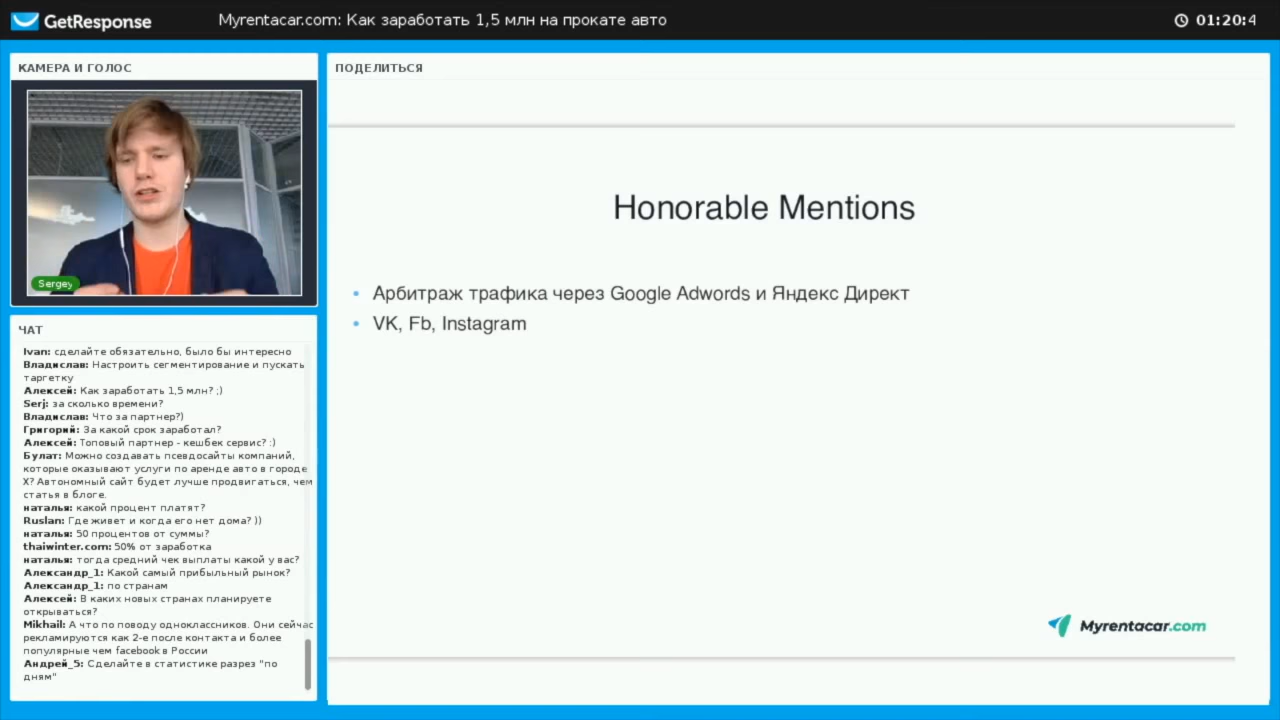 GetResponse
Myrentacar.com: Как заработать 1,5 млн на прокате авто
01:20:4
КАМЕРА И ГОЛОС
Sergey
ЧАТ
Ivan: сделайте обязательно, было бы интересно
Владислав: Настроить сегментирование и пускать
таргетку
Алексей: Как заработать 1,5 млн? ;)
Serj: за сколько времени?
Владислав: Что за партнер?)
Григорий: За какой срок заработал?
Алексей: Топовый партнер - кешбек сервис? :)
Булат: Можно создавать псевдосайты компаний,
которые оказывают услуги по аренде авто в городе
X? Автономный сайт будет лучше продвигаться, чем
статья в блоге.
наталья: какой процент платят?
Ruslan: Где живет и когда его нет дома? ))
наталья: 50 процентов от суммы?
thaiwinter.com: 50% от заработка
наталья: тогда средний чек выплаты какой у вас?
Александр_1: Какой самый прибыльный рынок?
Александр_1: по странам
Алексей: В каких новых странах планируете
открываться?
Mikhail: А что по поводу одноклассников. Они сейчас
рекламируются как 2-е после контакта и более
популярные чем facebook в России
Андрей_5: Сделайте в статистике разрез "по
дням"
ПОДЕЛИТЬСЯ
Honorable Mentions
• Арбитраж трафика через Google Adwords и Яндекс Директ
• VK, Fb, Instagram
Myrentacar.com